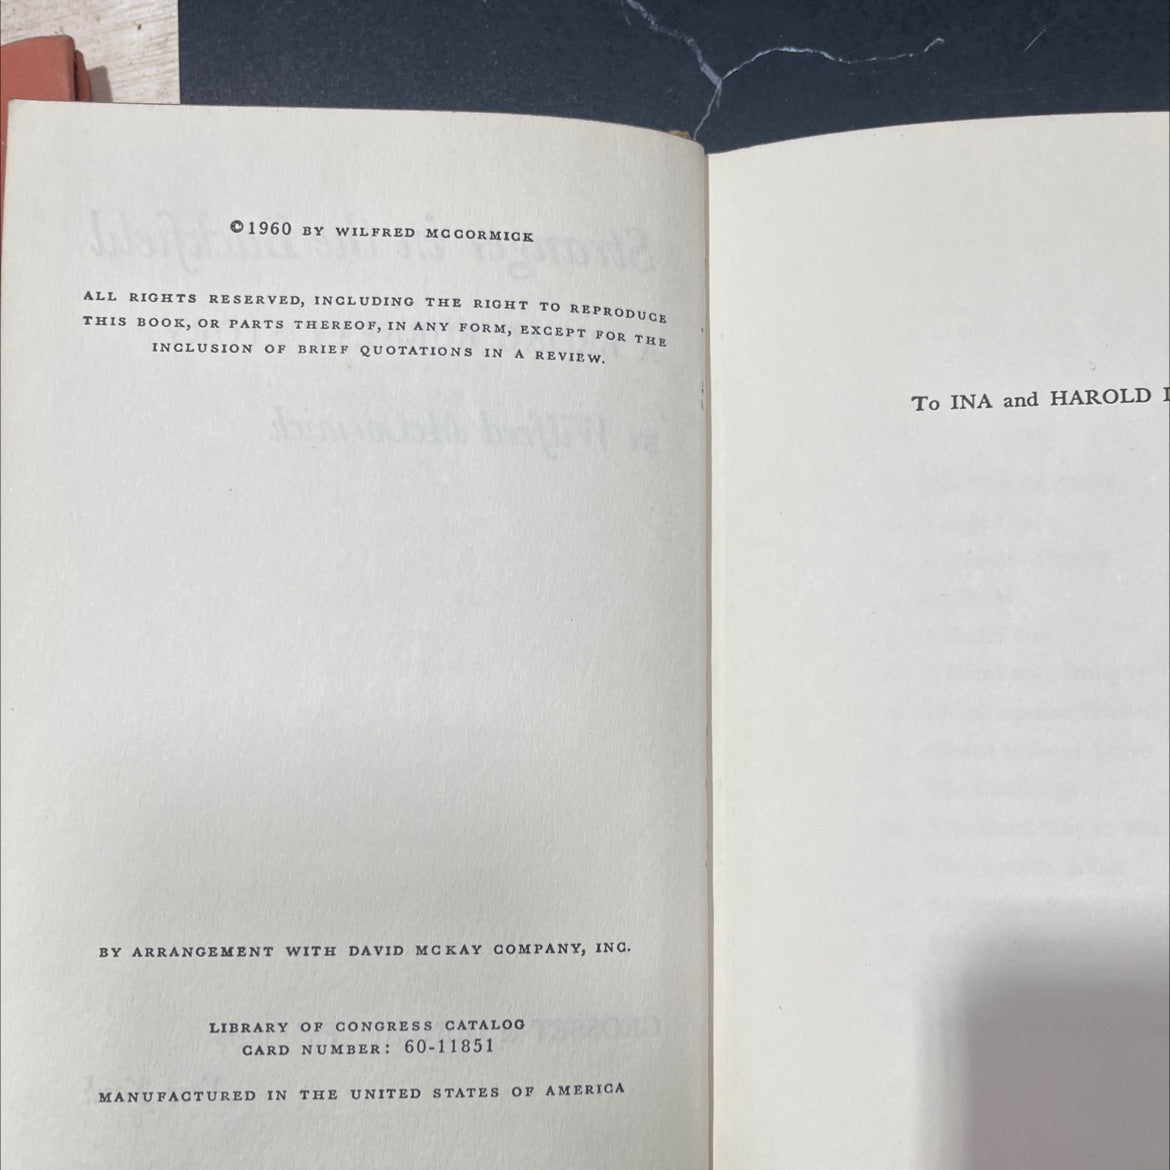 ©1960 BY WILFRED MCCORMICK
ALL RIGHTS RESERVED, INCLUDING THE RIGHT TO REPRODUCE
THIS BOOK, OR PARTS THEREOF, IN ANY FORM, EXCEPT FOR THE
INCLUSION OF BRIEF QUOTATIONS IN A REVIEW.
BY ARRANGEMENT WITH DAVID MCKAY COMPANY, INC.
LIBRARY OF CONGRESS CATALOG
CARD NUMBER: 60-11851
MANUFACTURED IN THE UNITED STATES OF AMERICA
To INA and HAROLD